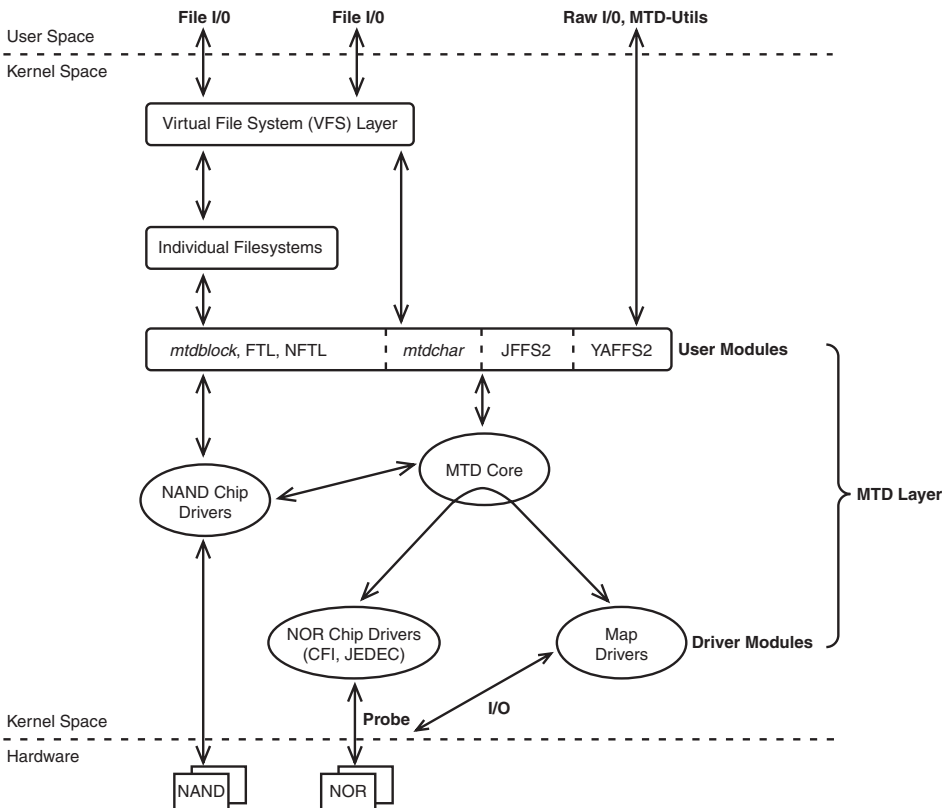 File I/0
File I/0
Raw I/0, MTD-Utils
User Space
Kernel Space
Virtual File System (VFS) Layer
Individual Filesystems
mtdblock, FTL, NFTL
mtdchar
JFFS2
YAFFS2
User Modules
MTD Core
NAND Chip
Drivers
MTD Layer
NOR Chip Drivers
(CFI, JEDEC)
Map
Drivers
Driver Modules
I/O
Probe
Kernel Space
Hardware
NAND
NOR